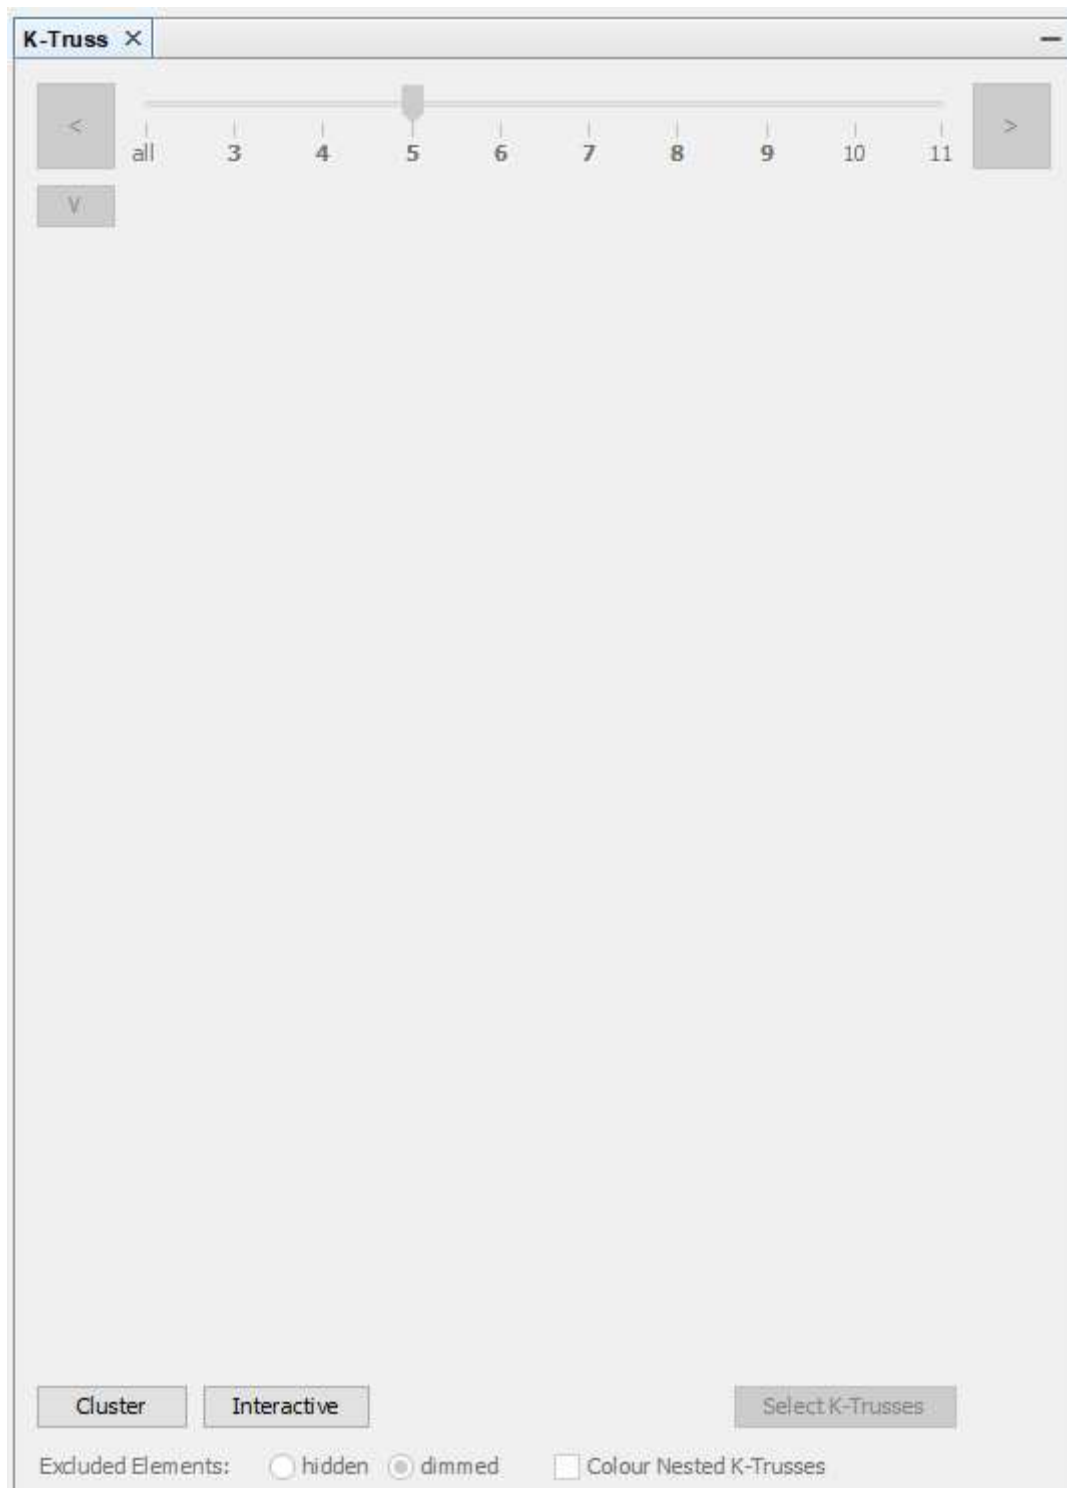 K-Truss ×
< >
all 3 4 5 6 7 8 9 10 11
V
Cluster Interactive Select K-Trusses
Excluded Elements: hidden dimmed Colour Nested K-Trusses